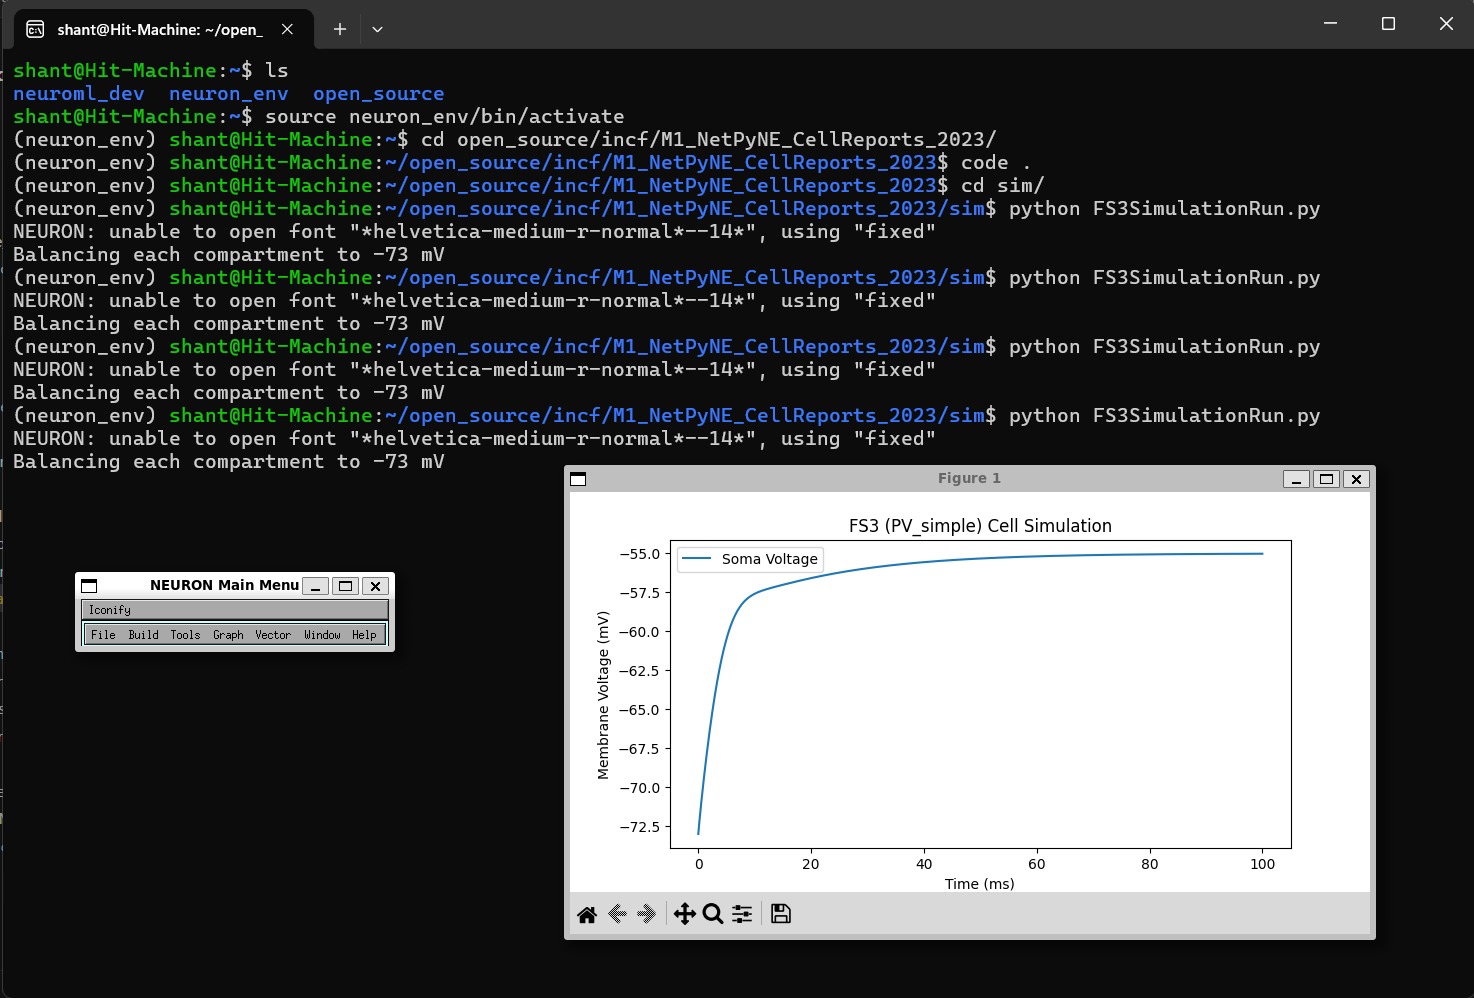 shant@Hit-Machine: ~/open_
shant@Hit-Machine:~$ ls
neuroml_dev  neuron_env  open_source
shant@Hit-Machine:~$ source neuron_env/bin/activate
(neuron_env) shant@Hit-Machine:~$ cd open_source/incf/M1_NetPyNE_CellReports_2023/
(neuron_env) shant@Hit-Machine:~/open_source/incf/M1_NetPyNE_CellReports_2023$ code .
(neuron_env) shant@Hit-Machine:~/open_source/incf/M1_NetPyNE_CellReports_2023$ cd sim/
(neuron_env) shant@Hit-Machine:~/open_source/incf/M1_NetPyNE_CellReports_2023/sim$ python FS3SimulationRun.py
NEURON: unable to open font "*helvetica-medium-r-normal*--14*", using "fixed"
Balancing each compartment to -73 mV
(neuron_env) shant@Hit-Machine:~/open_source/incf/M1_NetPyNE_CellReports_2023/sim$ python FS3SimulationRun.py
NEURON: unable to open font "*helvetica-medium-r-normal*--14*", using "fixed"
Balancing each compartment to -73 mV
(neuron_env) shant@Hit-Machine:~/open_source/incf/M1_NetPyNE_CellReports_2023/sim$ python FS3SimulationRun.py
NEURON: unable to open font "*helvetica-medium-r-normal*--14*", using "fixed"
Balancing each compartment to -73 mV
(neuron_env) shant@Hit-Machine:~/open_source/incf/M1_NetPyNE_CellReports_2023/sim$ python FS3SimulationRun.py
NEURON: unable to open font "*helvetica-medium-r-normal*--14*", using "fixed"
Balancing each compartment to -73 mV
NEURON Main Menu
Iconify
File Build Tools Graph Vector Window Help
Figure 1
FS3 (PV_simple) Cell Simulation
Soma Voltage
Membrane Voltage (mV)
−55.0
−57.5
−60.0
−62.5
−65.0
−67.5
−70.0
−72.5
0 20 40 60 80 100
Time (ms)